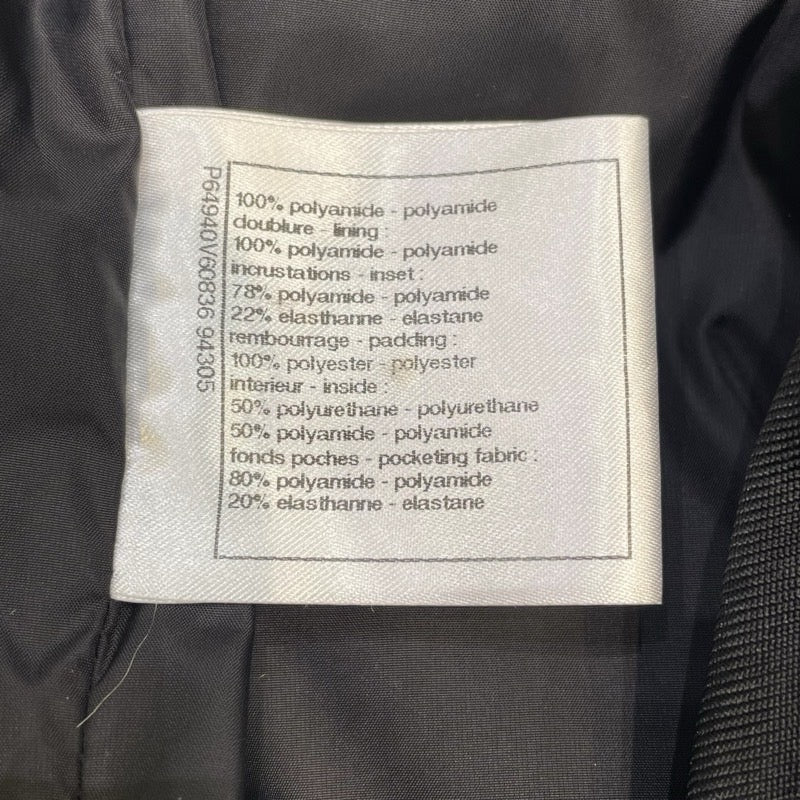 P64940V60836 94305
100% polyamide - polyamide
doublure - lining :
100% polyamide - polyamide
incrustations - inset :
78% polyamide - polyamide
22% elasthanne - elastane
rembourrage - padding :
100% polyester - polyester
interieur - inside :
50% polyurethane - polyurethane
50% polyamide - polyamide
fonds poches - pocketing fabric :
80% polyamide - polyamide
20% elasthanne - elastane